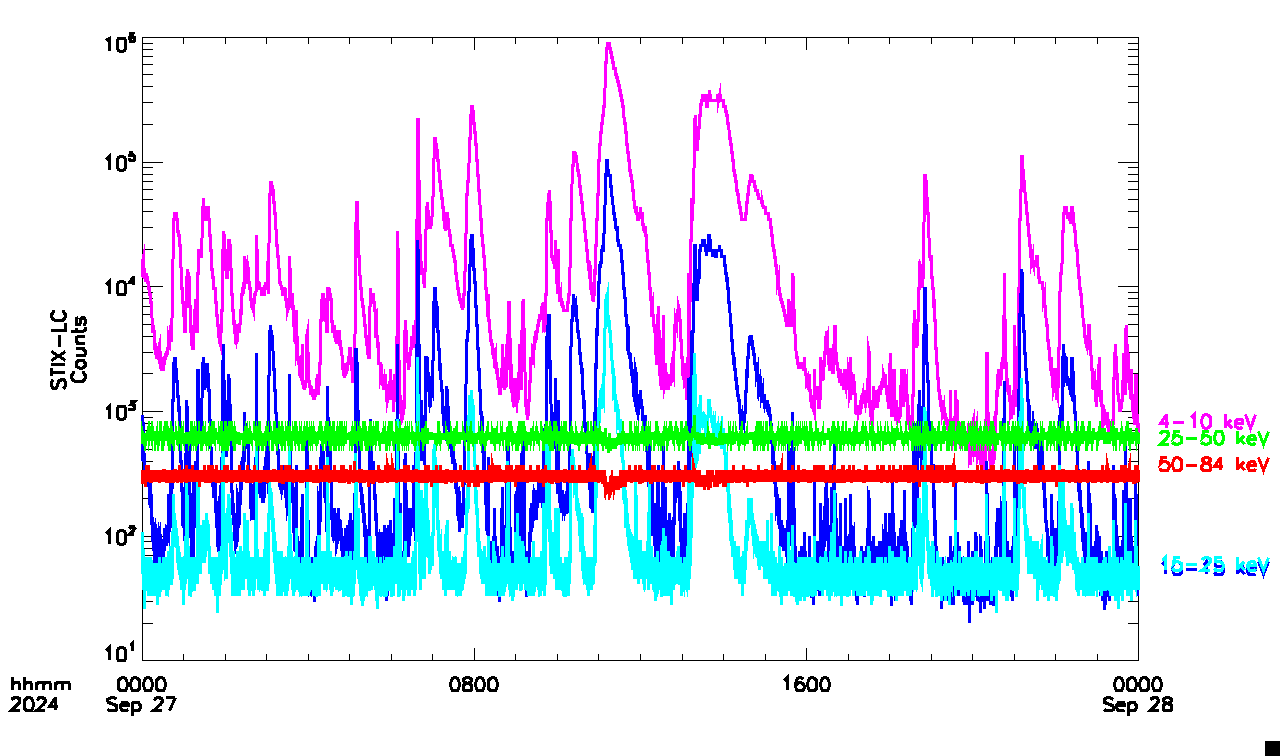 10⁶
10⁵
10⁴
10³
10²
10¹
STIX-LC
Counts
4-10 keV
25-50 keV
50-84 keV
15-25 keV
hhmm 0000 0800 1600 0000
2024 Sep 27 Sep 28